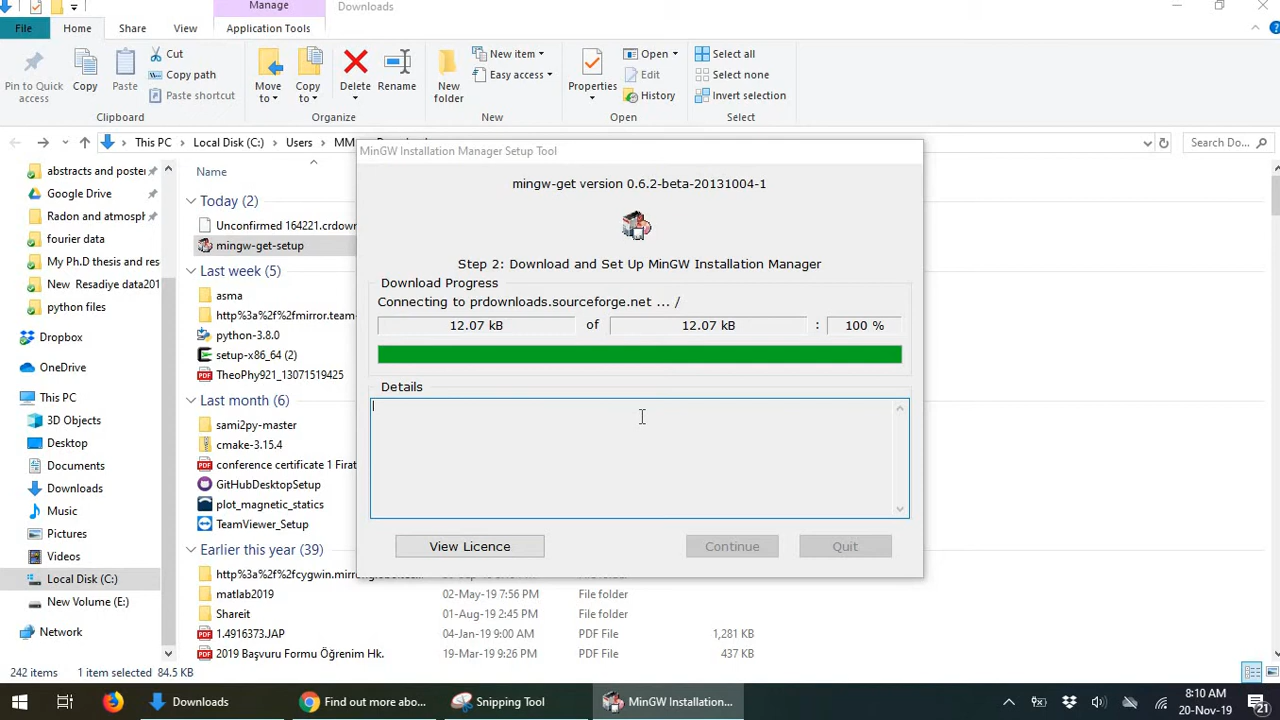 Manage
Downloads
File
Home
Share
View
Application Tools
Pin to Quick access
Copy
Paste
Cut
Copy path
Paste shortcut
Clipboard
Move to
Copy to
Delete
Rename
Organize
New folder
New item
Easy access
New
Properties
Open
Edit
History
Open
Select all
Select none
Invert selection
Select
This PC
Local Disk (C:)
Users
Search Do...
abstracts and poster
Google Drive
Radon and atmosph
fourier data
My Ph.D thesis and res
New Resadiye data201
python files
Dropbox
OneDrive
This PC
3D Objects
Desktop
Documents
Downloads
Music
Pictures
Videos
Local Disk (C:)
New Volume (E:)
Network
Name
Today (2)
Unconfirmed 164221.crdown
mingw-get-setup
Last week (5)
asma
http%3a%2f%2fmirror.team-
python-3.8.0
setup-x86_64 (2)
TheoPhy921_13071519425
Last month (6)
sami2py-master
cmake-3.15.4
conference certificate 1 Firat
GitHubDesktopSetup
plot_magnetic_statics
TeamViewer_Setup
Earlier this year (39)
matlab2019 02-May-19 7:56 PM File folder
Shareit 01-Aug-19 2:45 PM File folder
1.4916373.JAP 04-Jan-19 9:00 AM PDF File 1,281 KB
2019 Başvuru Formu Öğrenim Hk. 19-Mar-19 9:26 PM PDF File 437 KB
MinGW Installation Manager Setup Tool
mingw-get version 0.6.2-beta-20131004-1
Step 2: Download and Set Up MinGW Installation Manager
Download Progress
Connecting to prdownloads.sourceforge.net ... /
12.07 kB of 12.07 kB : 100 %
Details
View Licence
Continue
Quit
242 items 1 item selected 84.5 KB
Downloads
Find out more abo...
Snipping Tool
MinGW Installation...
8:10 AM
20-Nov-19
21